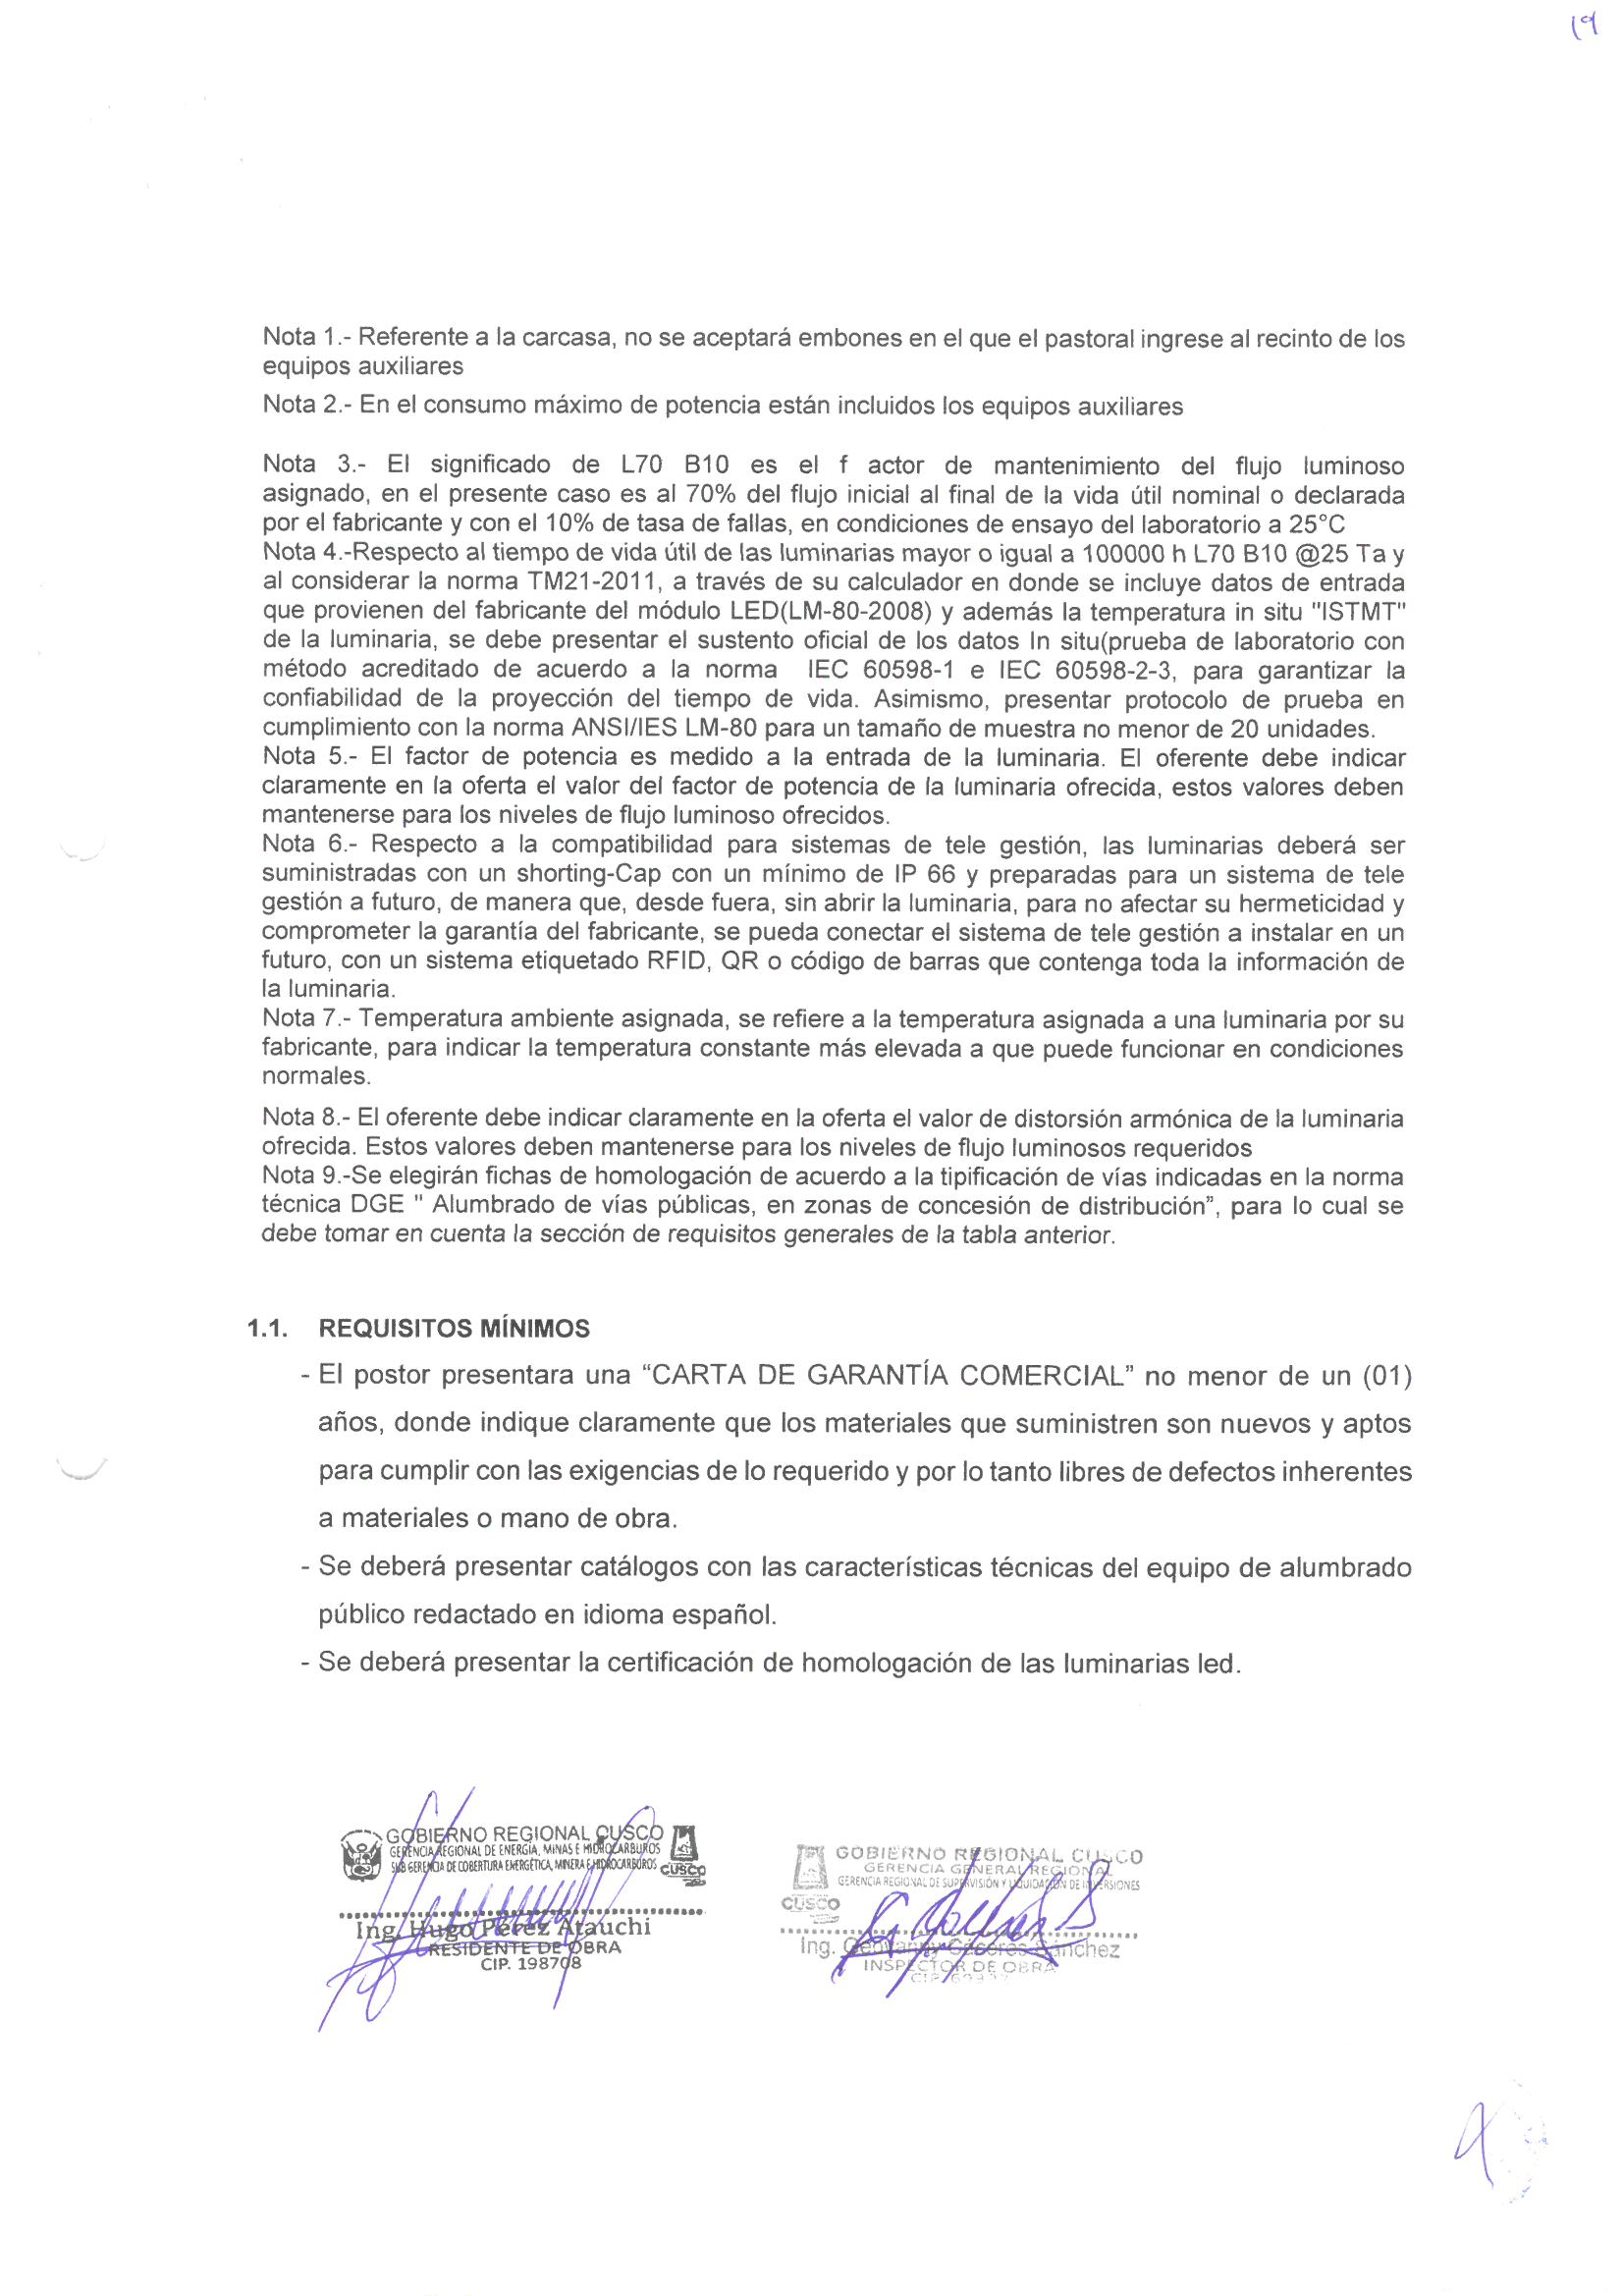 19
Nota 1.- Referente a la carcasa, no se aceptará embones en el que el pastoral ingrese al recinto de los
equipos auxiliares
Nota 2.- En el consumo máximo de potencia están incluidos los equipos auxiliares
Nota 3.- El significado de L70 B10 es el f actor de mantenimiento del flujo luminoso
asignado, en el presente caso es al 70% del flujo inicial al final de la vida útil nominal o declarada
por el fabricante y con el 10% de tasa de fallas, en condiciones de ensayo del laboratorio a 25°C
Nota 4.-Respecto al tiempo de vida útil de las luminarias mayor o igual a 100000 h L70 B10 @25 Ta y
al considerar la norma TM21-2011, a través de su calculador en donde se incluye datos de entrada
que provienen del fabricante del módulo LED(LM-80-2008) y además la temperatura in situ "ISTMT"
de la luminaria, se debe presentar el sustento oficial de los datos In situ(prueba de laboratorio con
método acreditado de acuerdo a la norma IEC 60598-1 e IEC 60598-2-3, para garantizar la
confiabilidad de la proyección del tiempo de vida. Asimismo, presentar protocolo de prueba en
cumplimiento con la norma ANSI/IES LM-80 para un tamaño de muestra no menor de 20 unidades.
Nota 5.- El factor de potencia es medido a la entrada de la luminaria. El oferente debe indicar
claramente en la oferta el valor del factor de potencia de la luminaria ofrecida, estos valores deben
mantenerse para los niveles de flujo luminoso ofrecidos.
Nota 6.- Respecto a la compatibilidad para sistemas de tele gestión, las luminarias deberá ser
suministradas con un shorting-Cap con un mínimo de IP 66 y preparadas para un sistema de tele
gestión a futuro, de manera que, desde fuera, sin abrir la luminaria, para no afectar su hermeticidad y
comprometer la garantía del fabricante, se pueda conectar el sistema de tele gestión a instalar en un
futuro, con un sistema etiquetado RFID, QR o código de barras que contenga toda la información de
la luminaria.
Nota 7.- Temperatura ambiente asignada, se refiere a la temperatura asignada a una luminaria por su
fabricante, para indicar la temperatura constante más elevada a que puede funcionar en condiciones
normales.
Nota 8.- El oferente debe indicar claramente en la oferta el valor de distorsión armónica de la luminaria
ofrecida. Estos valores deben mantenerse para los niveles de flujo luminosos requeridos
Nota 9.-Se elegirán fichas de homologación de acuerdo a la tipificación de vías indicadas en la norma
técnica DGE " Alumbrado de vías públicas, en zonas de concesión de distribución”, para lo cual se
debe tomar en cuenta la sección de requisitos generales de la tabla anterior.
1.1. REQUISITOS MÍNIMOS
- El postor presentara una “CARTA DE GARANTÍA COMERCIAL” no menor de un (01)
años, donde indique claramente que los materiales que suministren son nuevos y aptos
para cumplir con las exigencias de lo requerido y por lo tanto libres de defectos inherentes
a materiales o mano de obra.
- Se deberá presentar catálogos con las características técnicas del equipo de alumbrado
público redactado en idioma español.
- Se deberá presentar la certificación de homologación de las luminarias led.
GOBIERNO REGIONAL CUSCO
GERENCIA REGIONAL DE ENERGÍA, MINAS E HIDROCARBUROS
SUB GERENCIA DE COBERTURA ENERGÉTICA, MINERA E HIDROCARBUROS
CUSCO
Ing. Hugo Pérez Atauchi
RESIDENTE DE OBRA
CIP. 198708
GOBIERNO REGIONAL CUSCO
GERENCIA GENERAL REGIONAL
GERENCIA REGIONAL DE SUPERVISIÓN Y LIQUIDACIÓN DE INVERSIONES
CUSCO
Ing. Geovanny Cáceres Sánchez
INSPECTOR DE OBRA